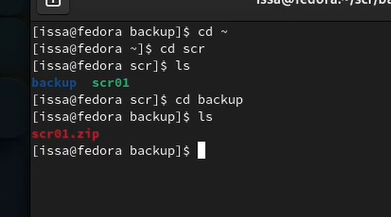 issa@fedora:~/scr/ba
[issa@fedora backup]$ cd ~
[issa@fedora ~]$ cd scr
[issa@fedora scr]$ ls
backup  scr01
[issa@fedora scr]$ cd backup
[issa@fedora backup]$ ls
scr01.zip
[issa@fedora backup]$